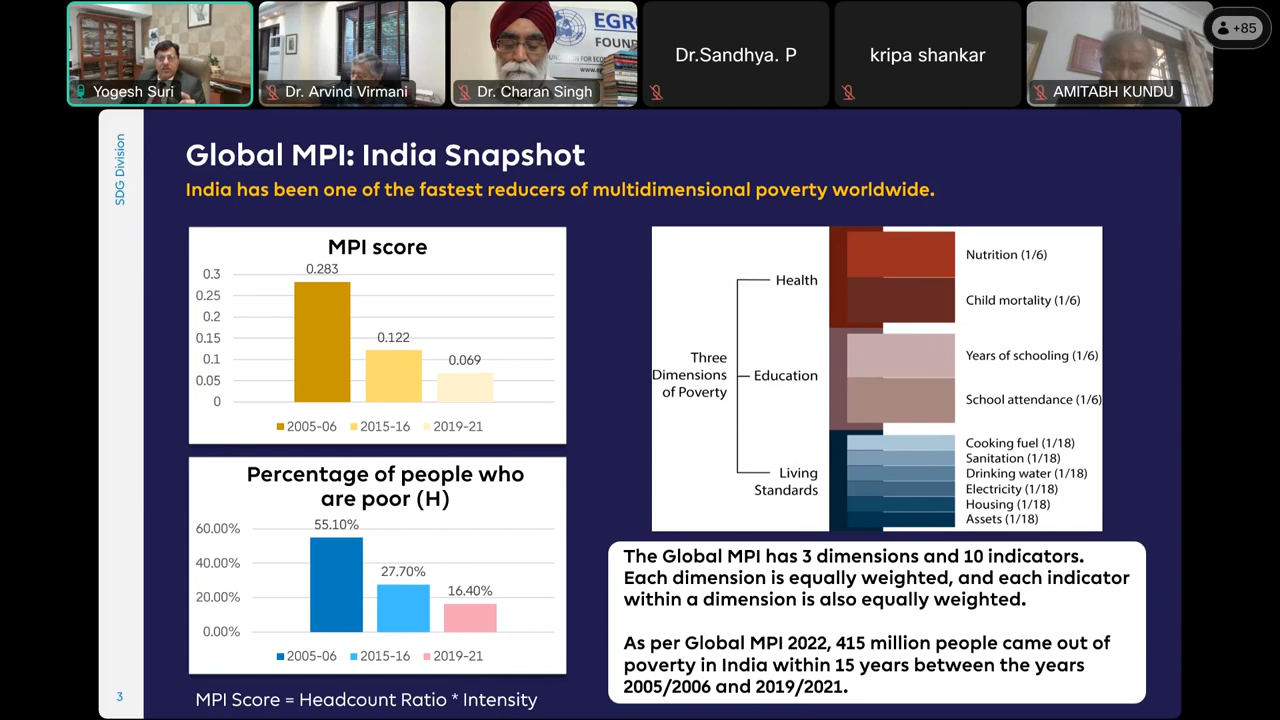 Yogesh Suri
Dr. Arvind Virmani
EGRO
FOUN
Dr. Charan Singh
Dr.Sandhya. P
kripa shankar
AMITABH KUNDU
+85
SDG Division
Global MPI: India Snapshot
India has been one of the fastest reducers of multidimensional poverty worldwide.
MPI score
0.3
0.25
0.2
0.15
0.1
0.05
0
0.283
0.122
0.069
2005-06 2015-16 2019-21
Percentage of people who
are poor (H)
60.00%
40.00%
20.00%
0.00%
55.10%
27.70%
16.40%
2005-06 2015-16 2019-21
MPI Score = Headcount Ratio * Intensity
Three
Dimensions
of Poverty
Health
Education
Living
Standards
Nutrition (1/6)
Child mortality (1/6)
Years of schooling (1/6)
School attendance (1/6)
Cooking fuel (1/18)
Sanitation (1/18)
Drinking water (1/18)
Electricity (1/18)
Housing (1/18)
Assets (1/18)
The Global MPI has 3 dimensions and 10 indicators.
Each dimension is equally weighted, and each indicator
within a dimension is also equally weighted.
As per Global MPI 2022, 415 million people came out of
poverty in India within 15 years between the years
2005/2006 and 2019/2021.
3